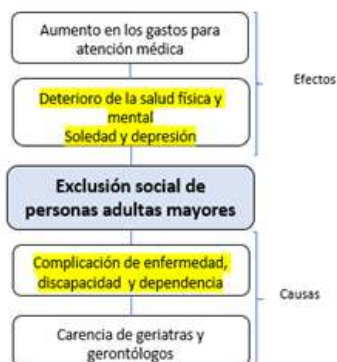 Aumento en los gastos para
atención médica
Efectos
Deterioro de la salud física y
mental
Soledad y depresión
Exclusión social de
personas adultas mayores
Complicación de enfermedad,
discapacidad y dependencia
Causas
Carencia de geriatras y
gerontólogos